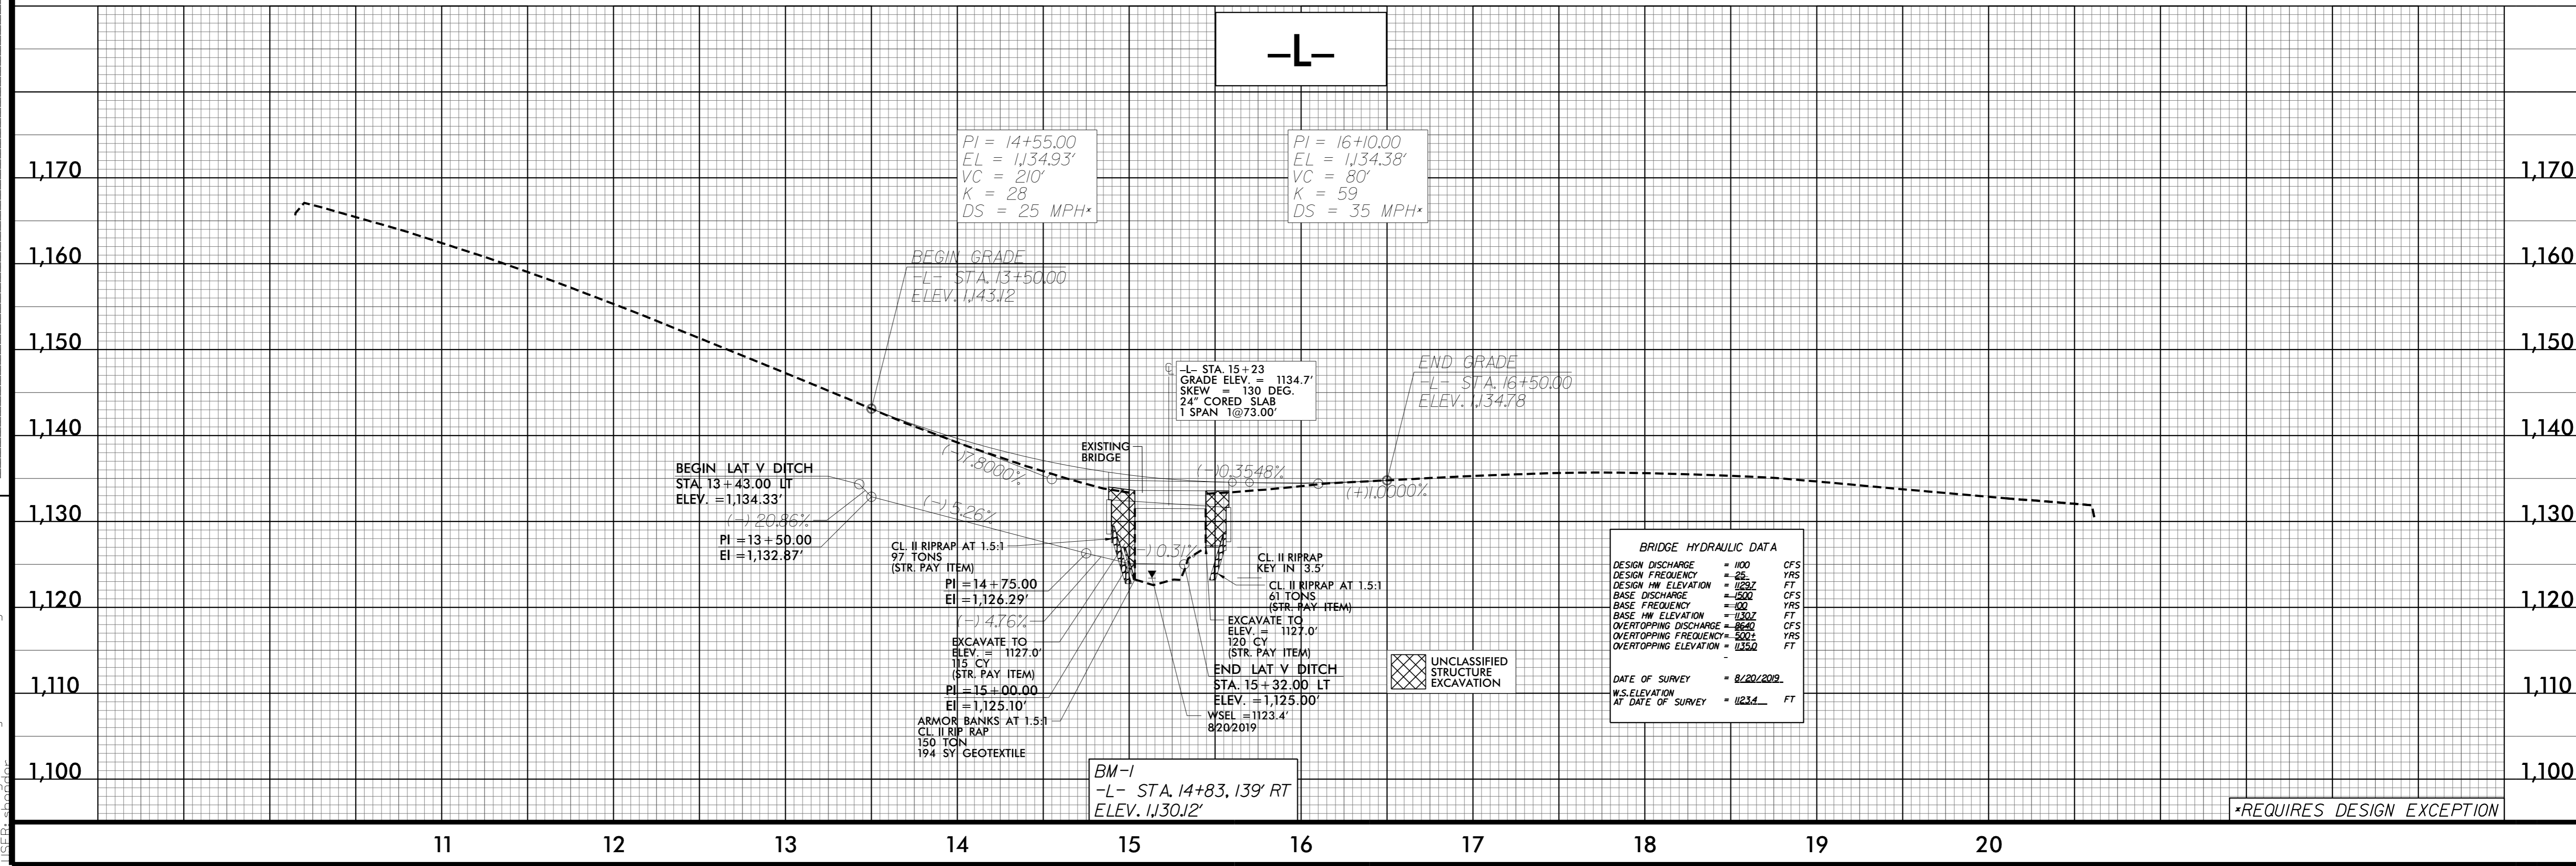 –L–
PI = 14+55.00
EL = 1,134.93'
VC = 210'
K = 28
DS = 25 MPH*
PI = 16+10.00
EL = 1,134.38'
VC = 80'
K = 59
DS = 35 MPH*
1,170
1,170
1,160
1,160
1,150
1,150
1,140
1,140
1,130
1,130
1,120
1,120
1,110
1,110
1,100
1,100
BEGIN GRADE
-L- STA. 13+50.00
ELEV. 1,143.12
–L– STA. 15+23
GRADE ELEV. = 1134.7'
SKEW = 130 DEG.
24" CORED SLAB
1 SPAN 1@73.00'
END GRADE
-L- STA. 16+50.00
ELEV. 1,134.78
EXISTING
BRIDGE
(-)7.8000%
(-)0.3548%
(+)1.0000%
BEGIN LAT V DITCH
STA. 13+43.00 LT
ELEV. =1,134.33'
(-) 20.86%
PI =13+50.00
El =1,132.87'
(-) 5.26%
CL. II RIPRAP AT 1.5:1
97 TONS
(STR. PAY ITEM)
PI =14+75.00
El =1,126.29'
(-) 4.76%
EXCAVATE TO
ELEV. = 1127.0'
115 CY
(STR. PAY ITEM)
PI =15+00.00
El =1,125.10'
ARMOR BANKS AT 1.5:1
CL. II RIP RAP
150 TON
194 SY GEOTEXTILE
-) 0.31%
CL. II RIPRAP
KEY IN 3.5'
CL. II RIPRAP AT 1.5:1
61 TONS
(STR. PAY ITEM)
EXCAVATE TO
ELEV. = 1127.0'
120 CY
(STR. PAY ITEM)
END LAT V DITCH
STA. 15+32.00 LT
ELEV. =1,125.00'
WSEL =1123.4'
8/20/2019
UNCLASSIFIED
STRUCTURE
EXCAVATION
BRIDGE HYDRAULIC DATA
DESIGN DISCHARGE = 1100 CFS
DESIGN FREQUENCY = 25 YRS
DESIGN HW ELEVATION = 1129.7 FT
BASE DISCHARGE = 1500 CFS
BASE FREQUENCY = 100 YRS
BASE HW ELEVATION = 1130.7 FT
OVERTOPPING DISCHARGE = CFS
OVERTOPPING FREQUENCY= 500+ YRS
OVERTOPPING ELEVATION = 1135.0 FT
DATE OF SURVEY = 8/20/2019
W.S.ELEVATION
AT DATE OF SURVEY = 1123.4 FT
BM-1
-L- STA. 14+83, 139' RT
ELEV. 1,130.12'
*REQUIRES DESIGN EXCEPTION
11 12 13 14 15 16 17 18 19 20